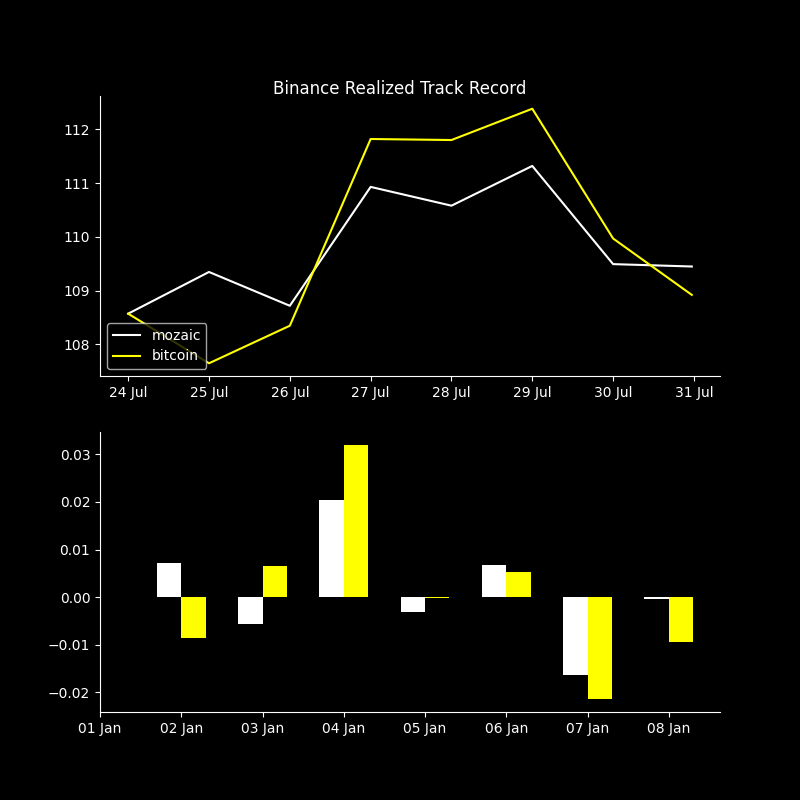 Binance Realized Track Record
112
111
110
109
108
mozaic
bitcoin
24 Jul 25 Jul 26 Jul 27 Jul 28 Jul 29 Jul 30 Jul 31 Jul
0.03
0.02
0.01
0.00
−0.01
−0.02
01 Jan 02 Jan 03 Jan 04 Jan 05 Jan 06 Jan 07 Jan 08 Jan